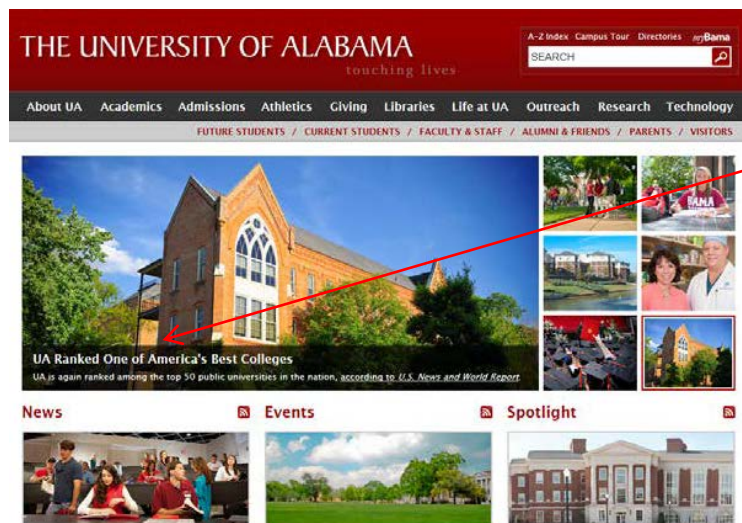 THE UNIVERSITY OF ALABAMA
touching lives
A-Z Index Campus Tour Directories myBama
SEARCH
About UA Academics Admissions Athletics Giving Libraries Life at UA Outreach Research Technology
FUTURE STUDENTS / CURRENT STUDENTS / FACULTY & STAFF / ALUMNI & FRIENDS / PARENTS / VISITORS
BAMA
UA Ranked One of America's Best Colleges
UA is again ranked among the top 50 public universities in the nation, according to U.S. News and World Report.
News Events Spotlight